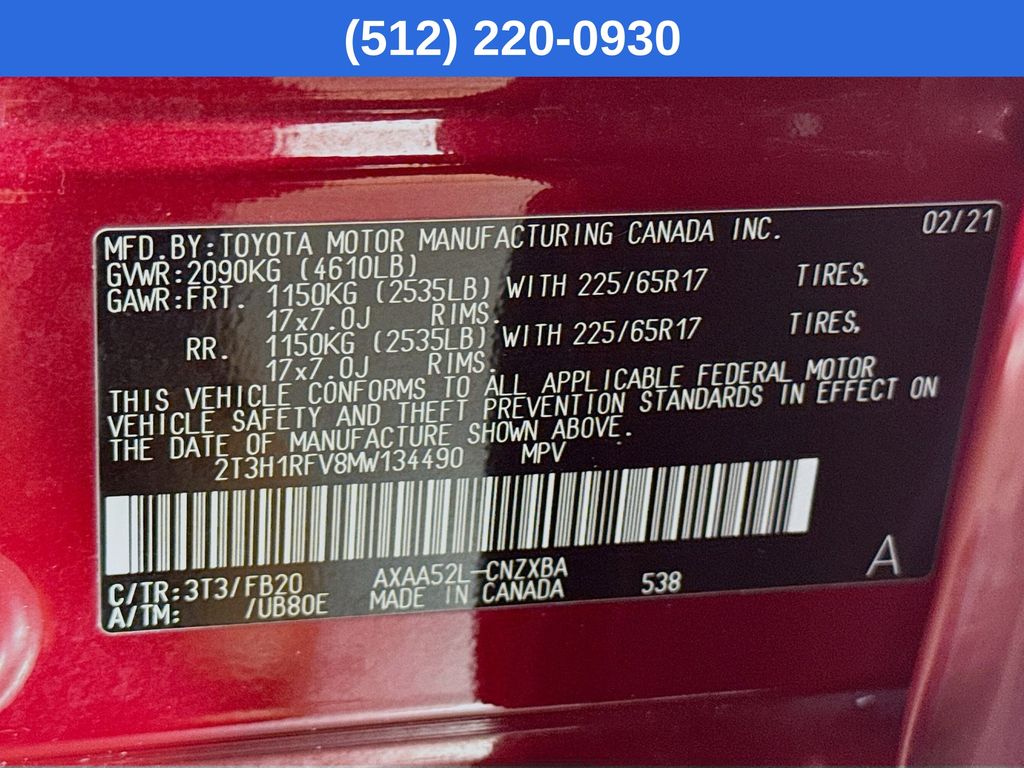 (512) 220-0930
MFD.BY:TOYOTA MOTOR MANUFACTURING CANADA INC. 02/21
GVWR:2090KG (4610LB)
GAWR:FRT. 1150KG (2535LB) WITH 225/65R17 TIRES,
17x7.0J RIMS.
RR. 1150KG (2535LB) WITH 225/65R17 TIRES,
17x7.0J RIMS.
THIS VEHICLE CONFORMS TO ALL APPLICABLE FEDERAL MOTOR
VEHICLE SAFETY AND THEFT PREVENTION STANDARDS IN EFFECT ON
THE DATE OF MANUFACTURE SHOWN ABOVE.
2T3H1RFV8MW134490 MPV
C/TR:3T3/FB20 AXAA52L-CNZXBA
A/TM: /UB80E MADE IN CANADA 538 A